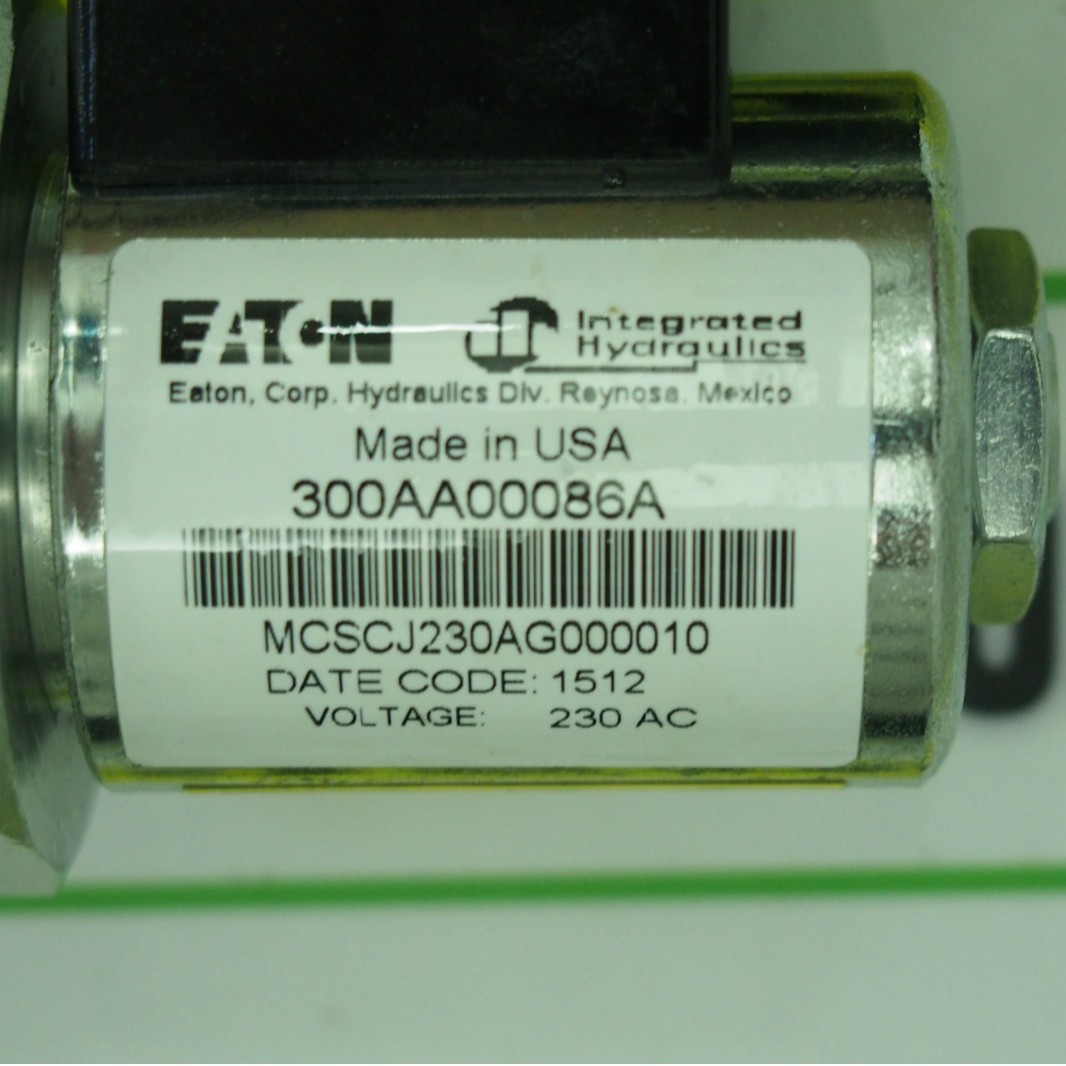 EATON
Integrated
Hydraulics
Eaton, Corp. Hydraulics Div. Reynosa, Mexico
Made in USA
300AA00086A
MCSCJ230AG000010
DATE CODE: 1512
VOLTAGE: 230 AC